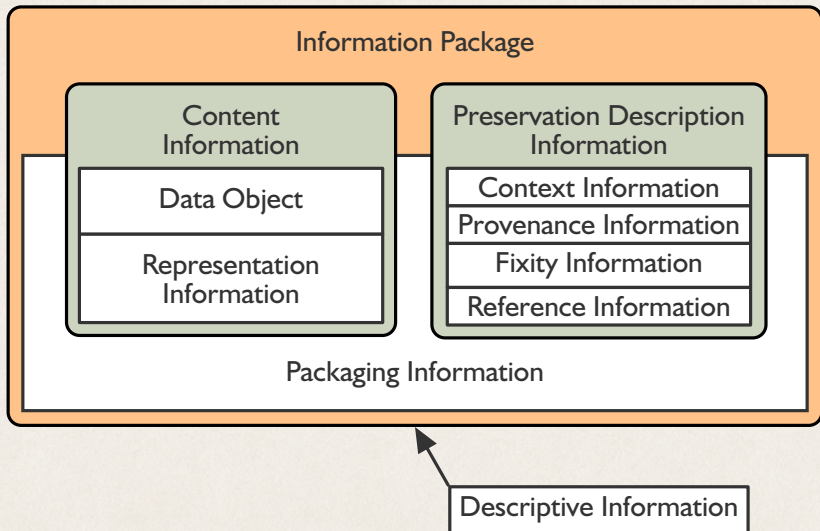 Information Package
Content
Information
Data Object
Representation
Information
Preservation Description
Information
Context Information
Provenance Information
Fixity Information
Reference Information
Packaging Information
Descriptive Information